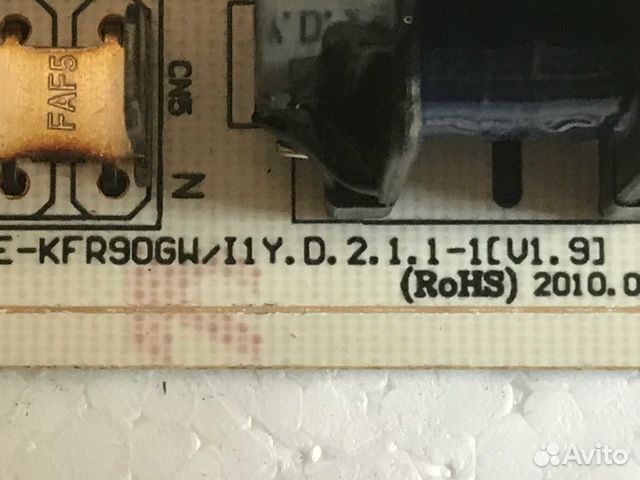 FAF5
CN5
N
E-KFR90GW/I1Y.D.2.1.1-1[V1.9]
(RoHS) 2010.0
Avito